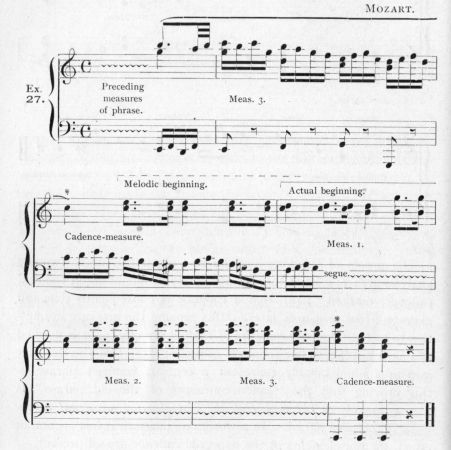 MOZART.
Ex.
27.
Preceding
measures
of phrase.
Meas. 3.
Melodic beginning.
Actual beginning.
Cadence-measure.
Meas. 1.
segue
Meas. 2.
Meas. 3.
Cadence-measure.